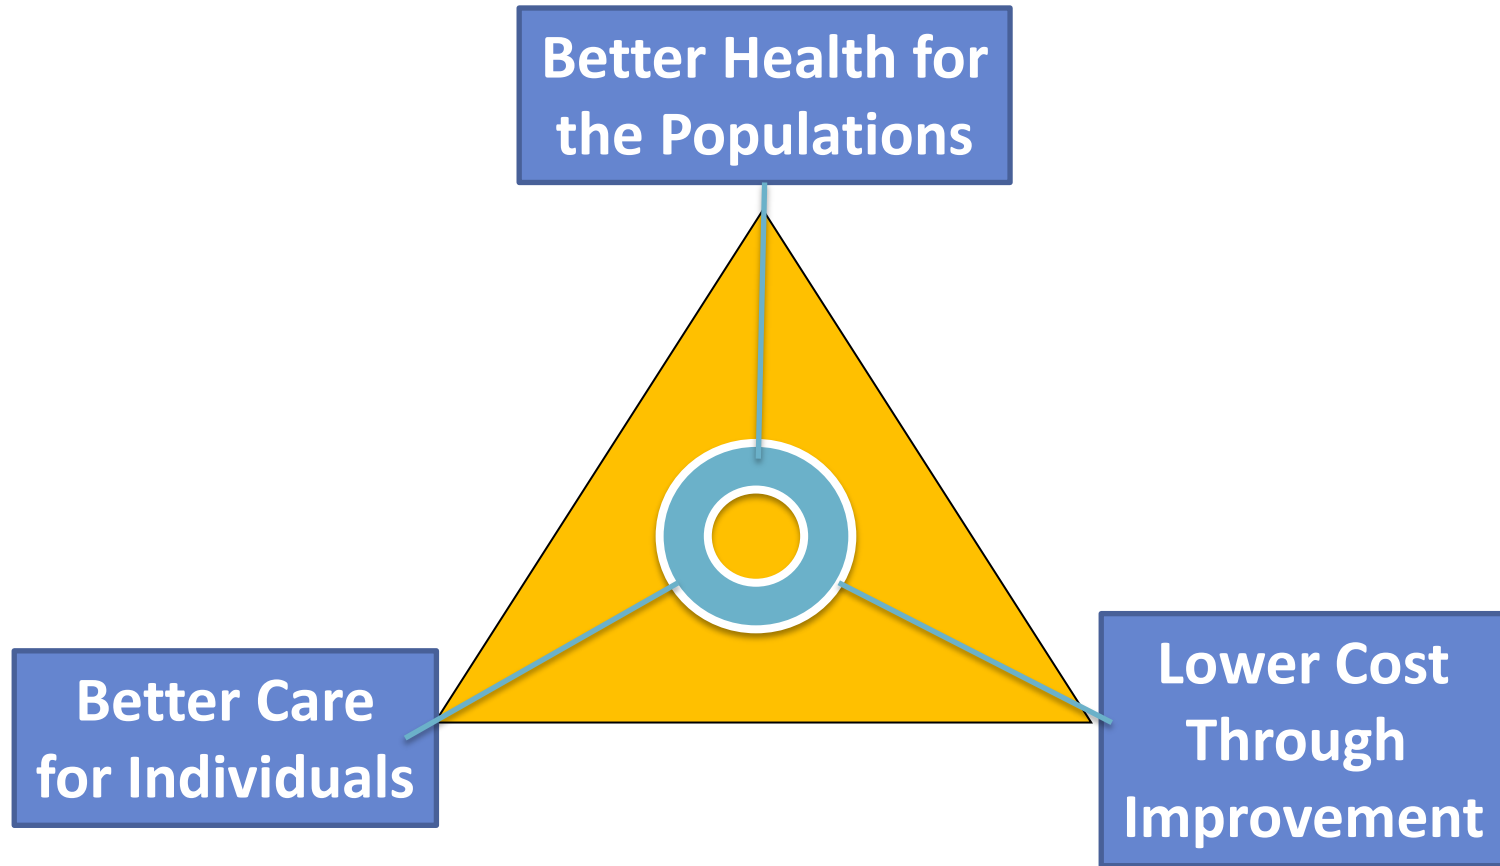 Better Health for
the Populations
Better Care
for Individuals
Lower Cost
Through
Improvement